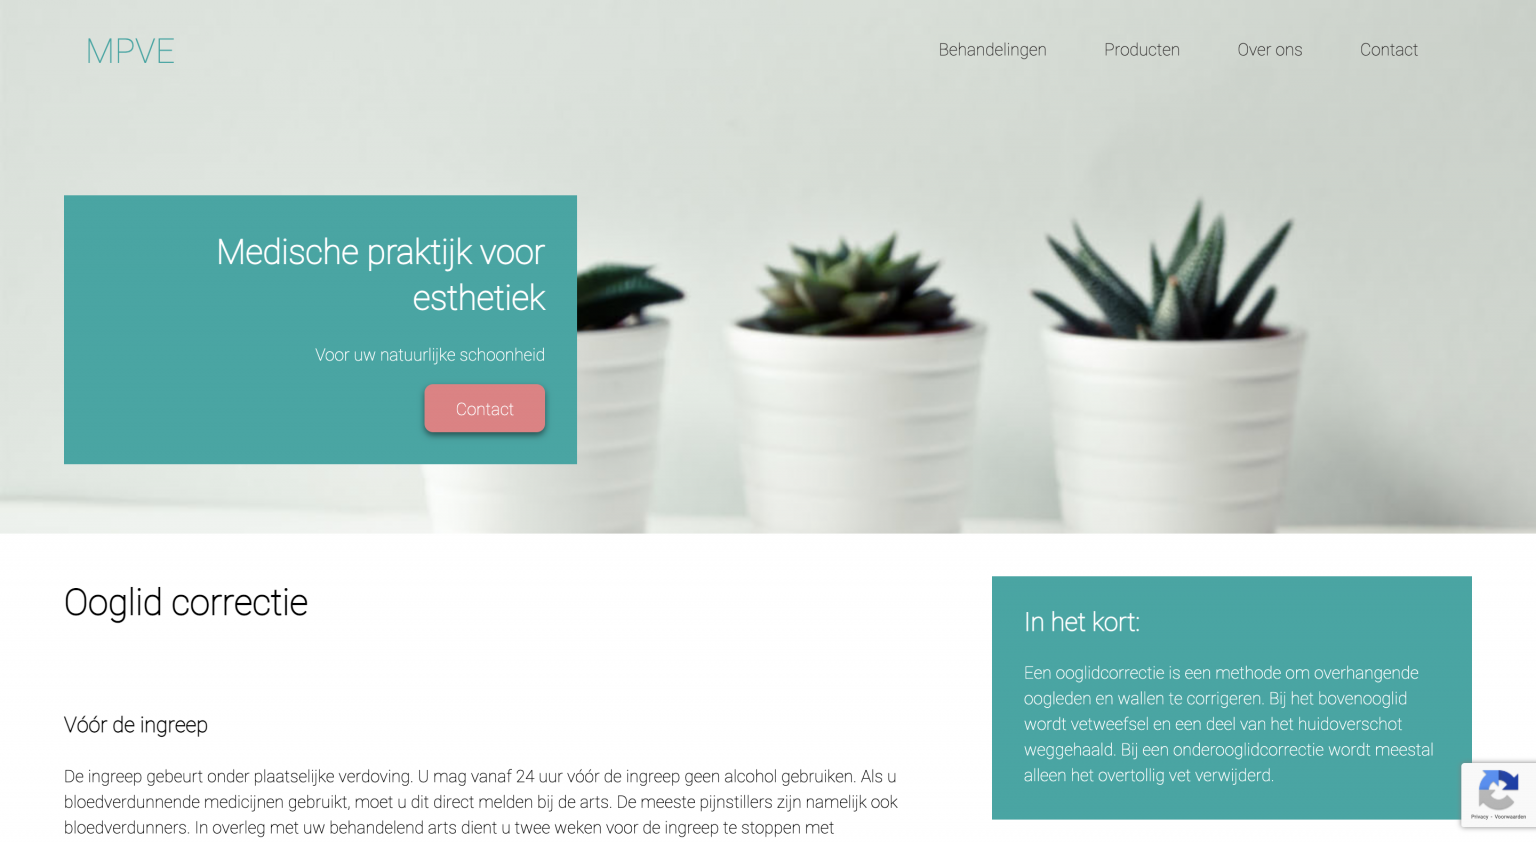 MPVE
Behandelingen
Producten
Over ons
Contact
Medische praktijk voor
esthetiek
Voor uw natuurlijke schoonheid
Contact
Ooglid correctie
Vóór de ingreep
De ingreep gebeurt onder plaatselijke verdoving. U mag vanaf 24 uur vóór de ingreep geen alcohol gebruiken. Als u
bloedverdunnende medicijnen gebruikt, moet u dit direct melden bij de arts. De meeste pijnstillers zijn namelijk ook
bloedverdunners. In overleg met uw behandelend arts dient u twee weken voor de ingreep te stoppen met
In het kort:
Een ooglidcorrectie is een methode om overhangende
oogleden en wallen te corrigeren. Bij het bovenooglid
wordt vetweefsel en een deel van het huidoverschot
weggehaald. Bij een onderooglidcorrectie wordt meestal
alleen het overtollig vet verwijderd.
Privacy - Voorwaarden